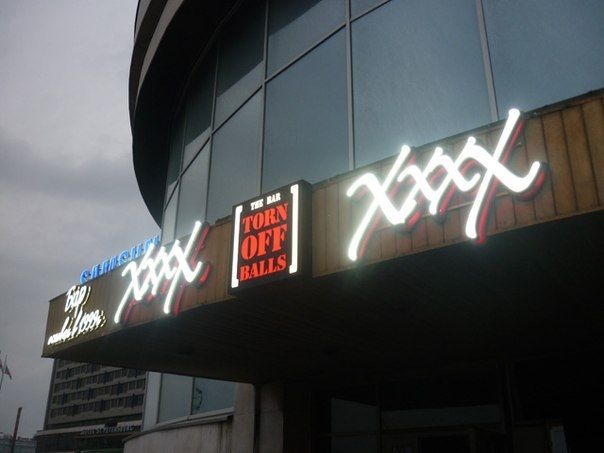 SAMSUNG
Бар
XXXX
THE BAR
TORN
OFF
BALLS
XXXX